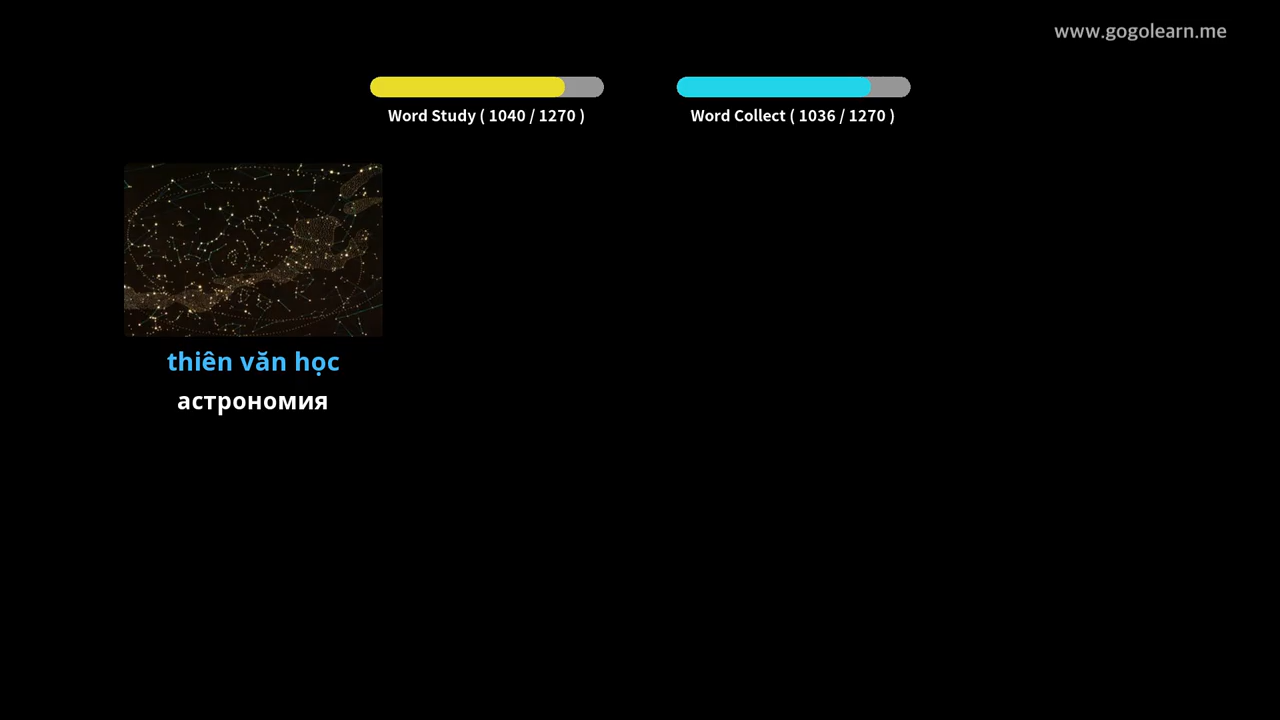 www.gogolearn.me
Word Study ( 1040 / 1270 )
Word Collect ( 1036 / 1270 )
thiên văn học
астрономия